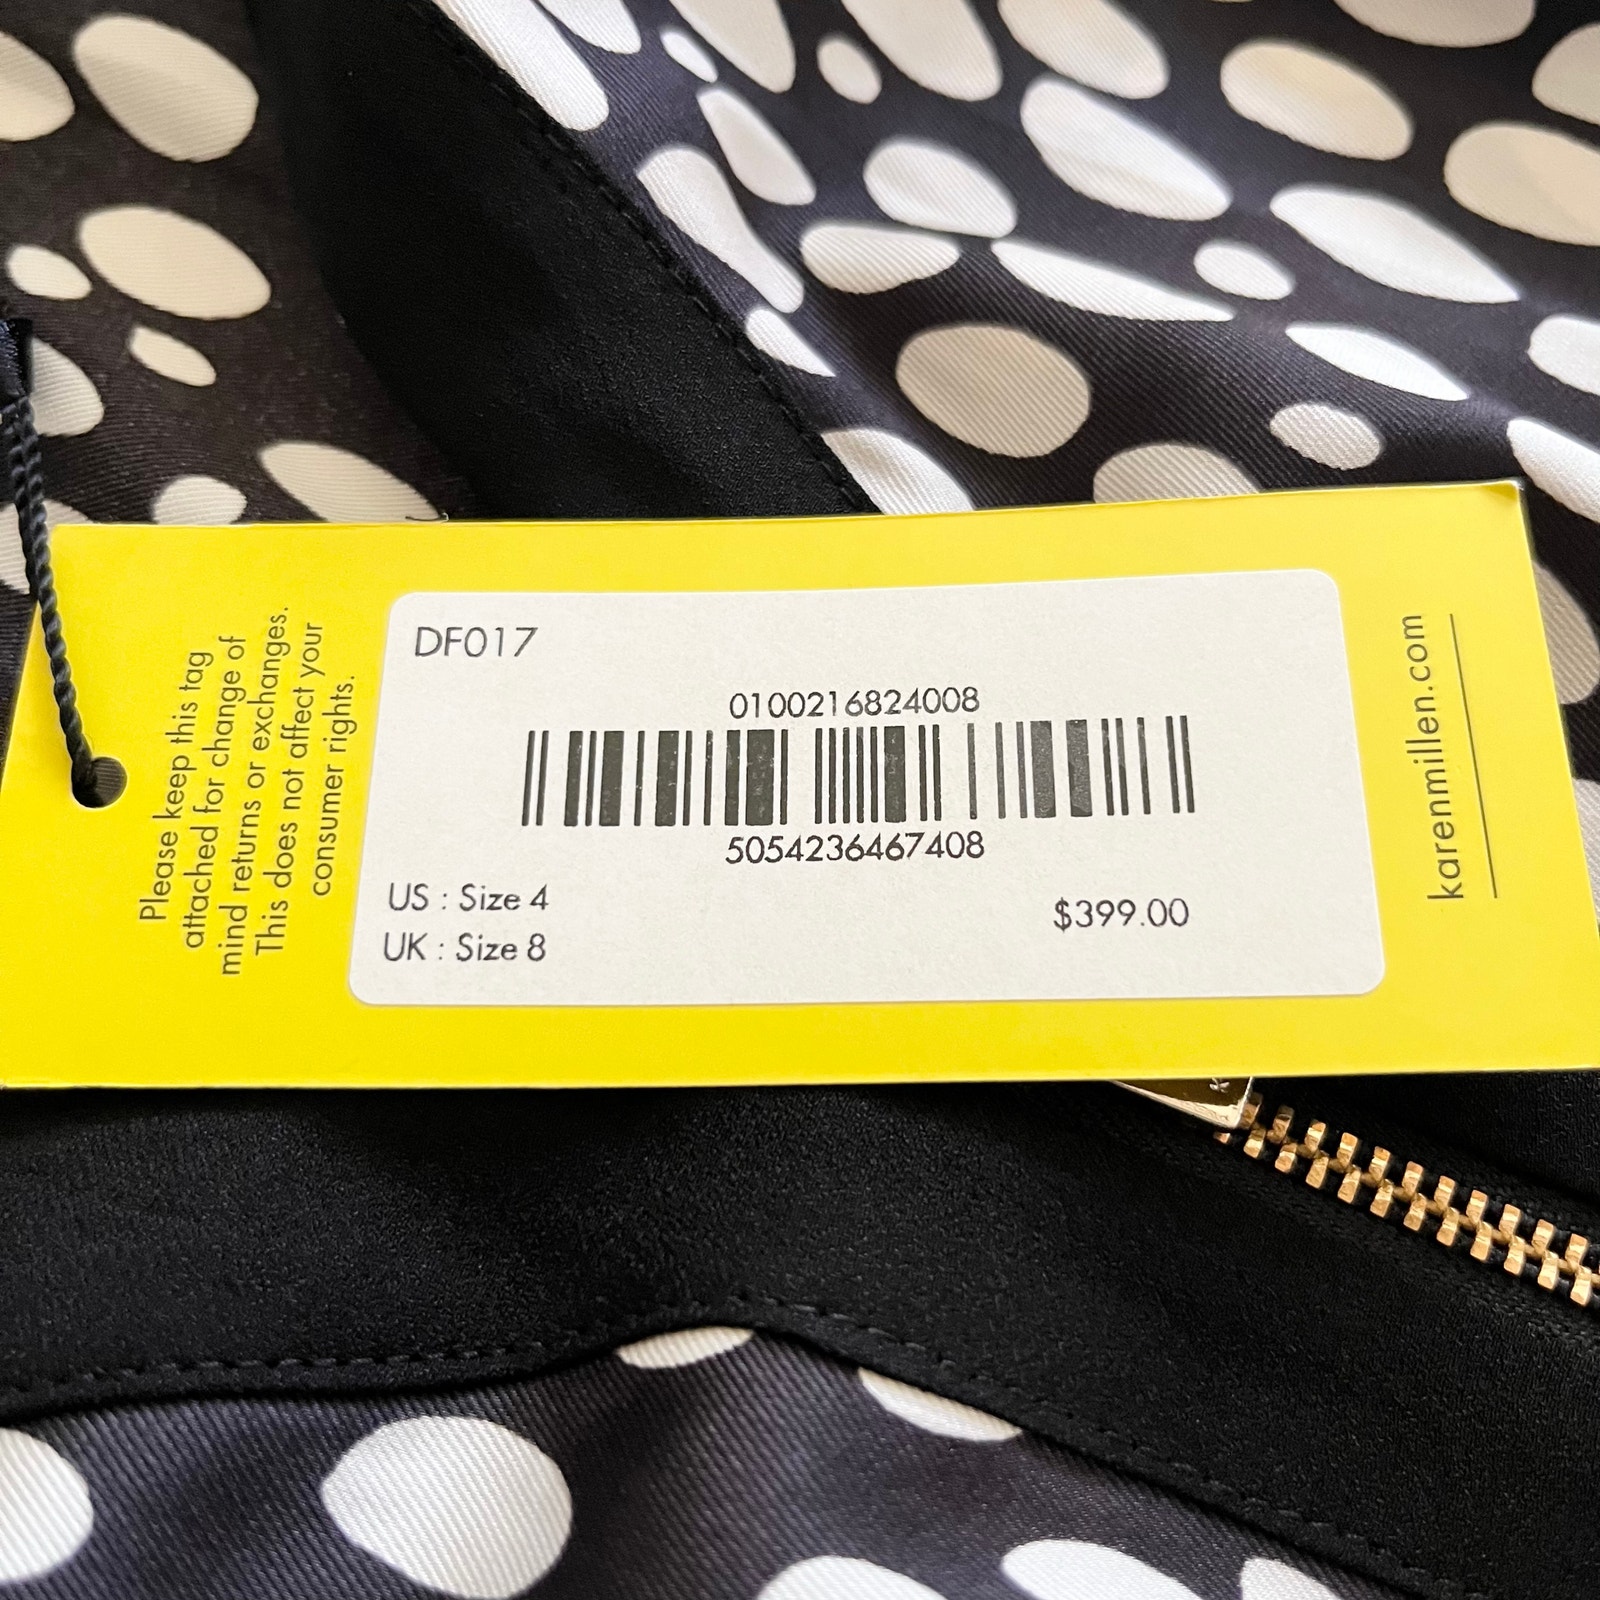 Please keep this tag
attached for change of
mind returns or exchanges.
This does not affect your
consumer rights.
DF017
0100216824008
5054236467408
US : Size 4
UK : Size 8
$399.00
karenmillen.com